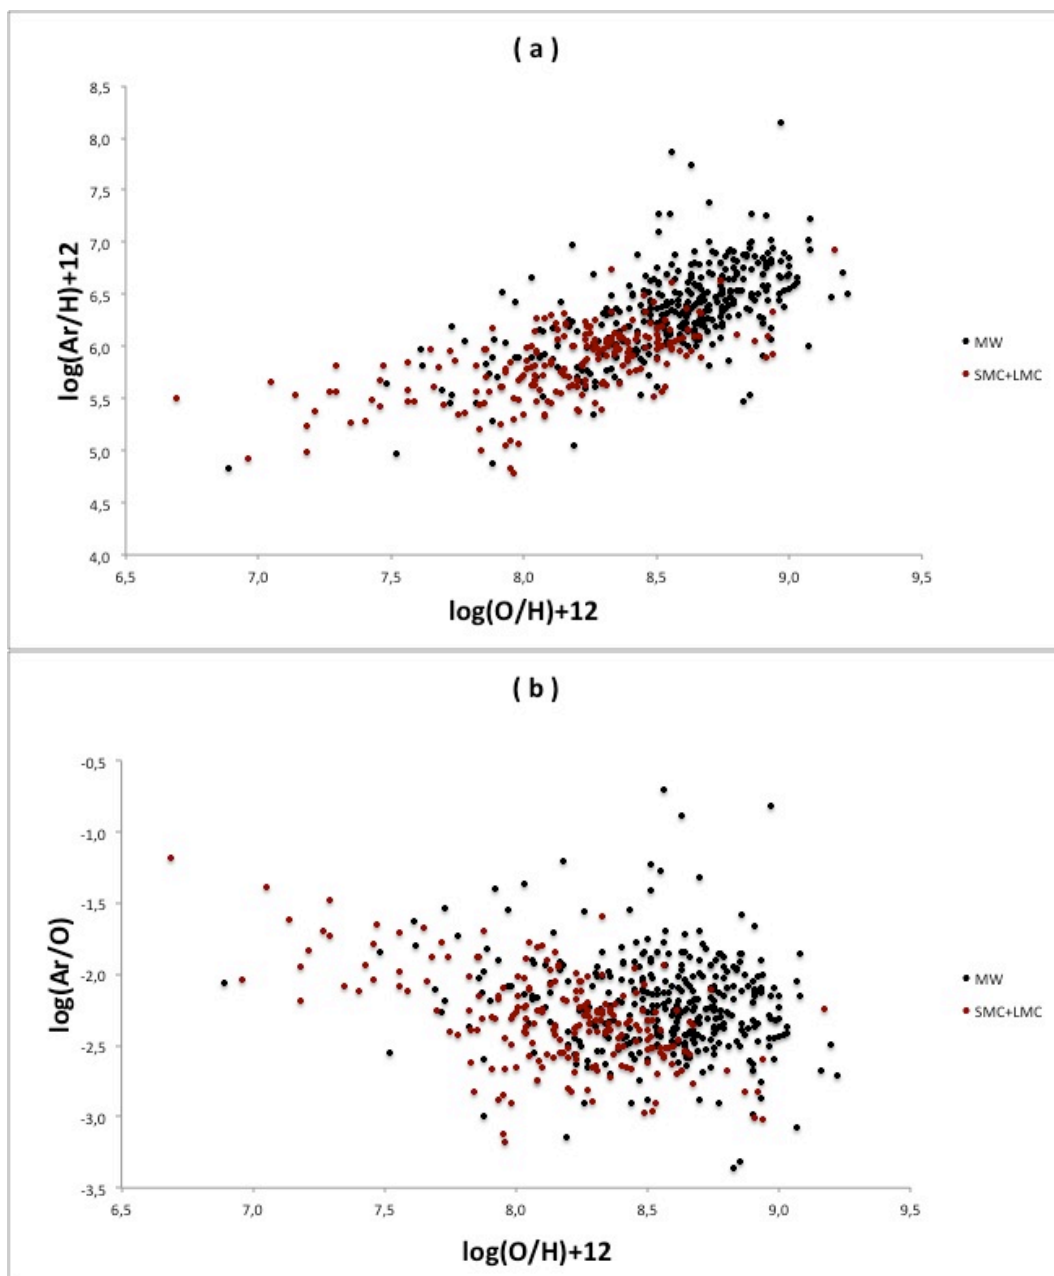 ( a )
8,5
8,0
7,5
7,0
6,5
6,0
5,5
5,0
4,5
4,0
log(Ar/H)+12
6,5 7,0 7,5 8,0 8,5 9,0 9,5
log(O/H)+12
MW
SMC+LMC
( b )
-0,5
-1,0
-1,5
-2,0
-2,5
-3,0
-3,5
log(Ar/O)
6,5 7,0 7,5 8,0 8,5 9,0 9,5
log(O/H)+12
MW
SMC+LMC